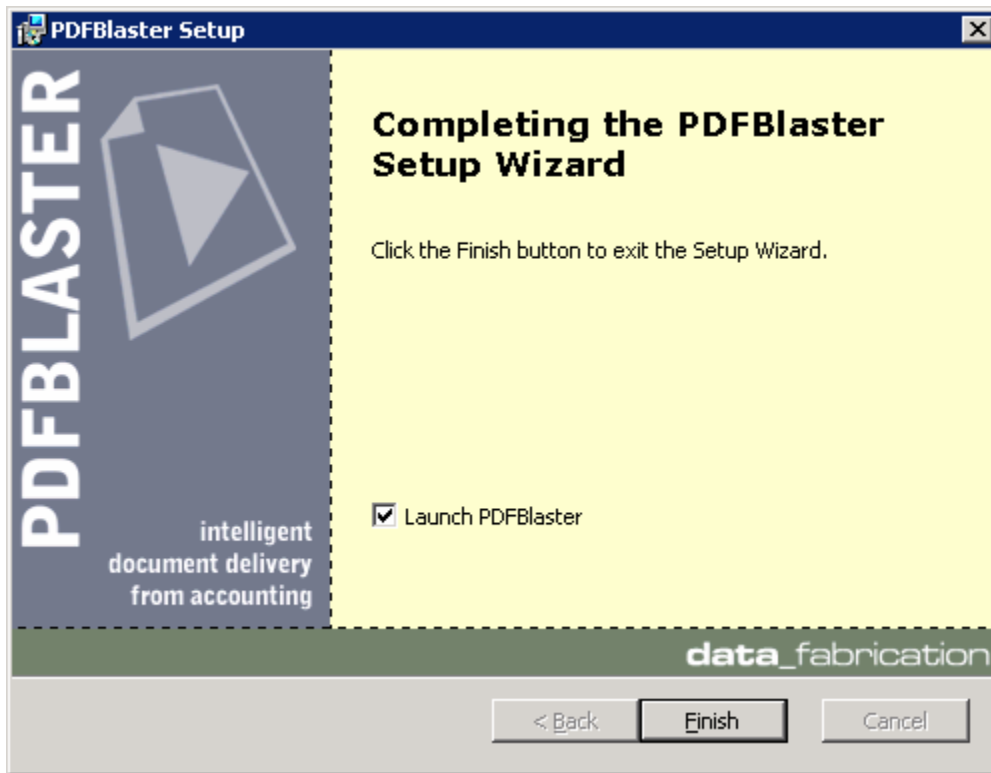 PDFBlaster Setup
PDFBLASTER
intelligent
document delivery
from accounting
Completing the PDFBlaster
Setup Wizard
Click the Finish button to exit the Setup Wizard.
Launch PDFBlaster
data_fabrication
< Back
Finish
Cancel